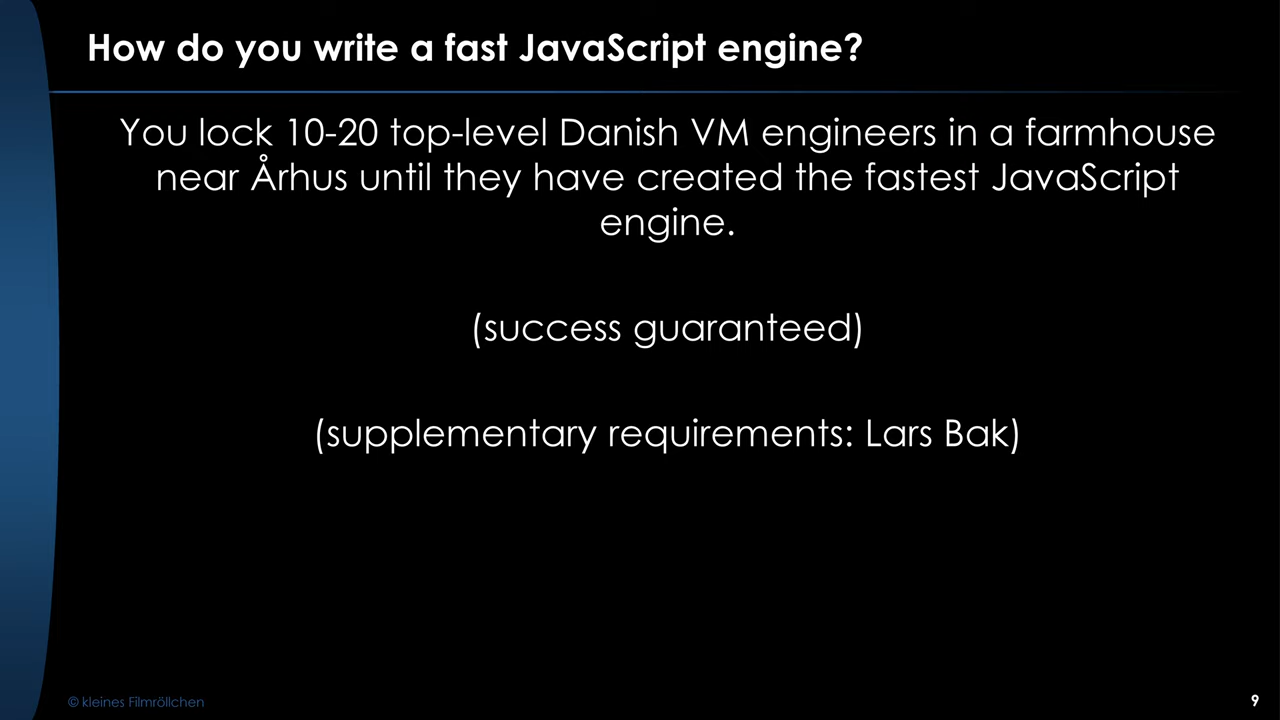 How do you write a fast JavaScript engine?
You lock 10-20 top-level Danish VM engineers in a farmhouse
near Århus until they have created the fastest JavaScript
engine.
(success guaranteed)
(supplementary requirements: Lars Bak)
© kleines Filmröllchen
9